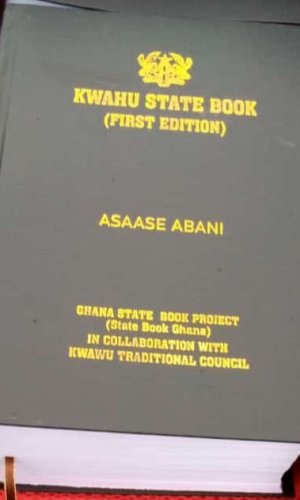 KWAHU STATE BOOK
(FIRST EDITION)
ASAASE ABANI
GHANA STATE BOOK PROJECT
(State Book Ghana)
IN COLLABORATION WITH
KWAWU TRADITIONAL COUNCIL